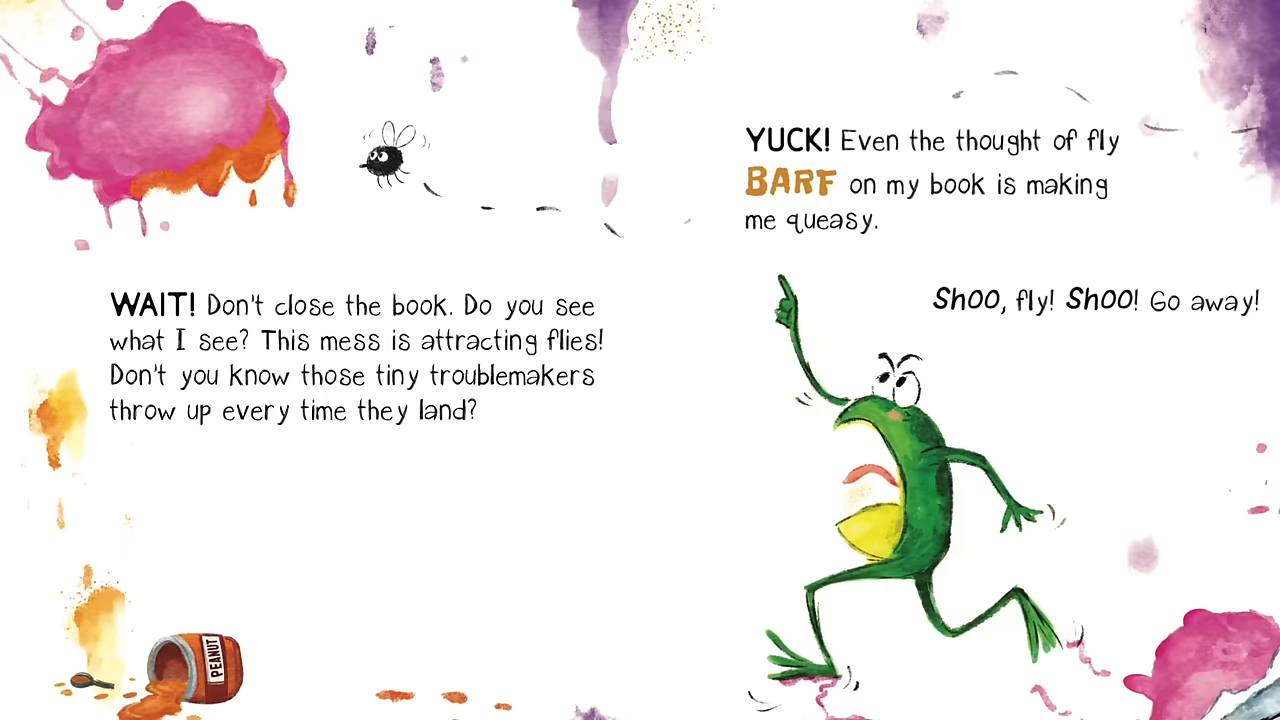 WAIT! Don't close the book. Do you see
what I see? This mess is attracting flies!
Don't you know those tiny troublemakers
throw up every time they land?
PEANUT
YUCK! Even the thought of fly
BARF on my book is making
me queasy.
Shoo, fly! Shoo! Go away!